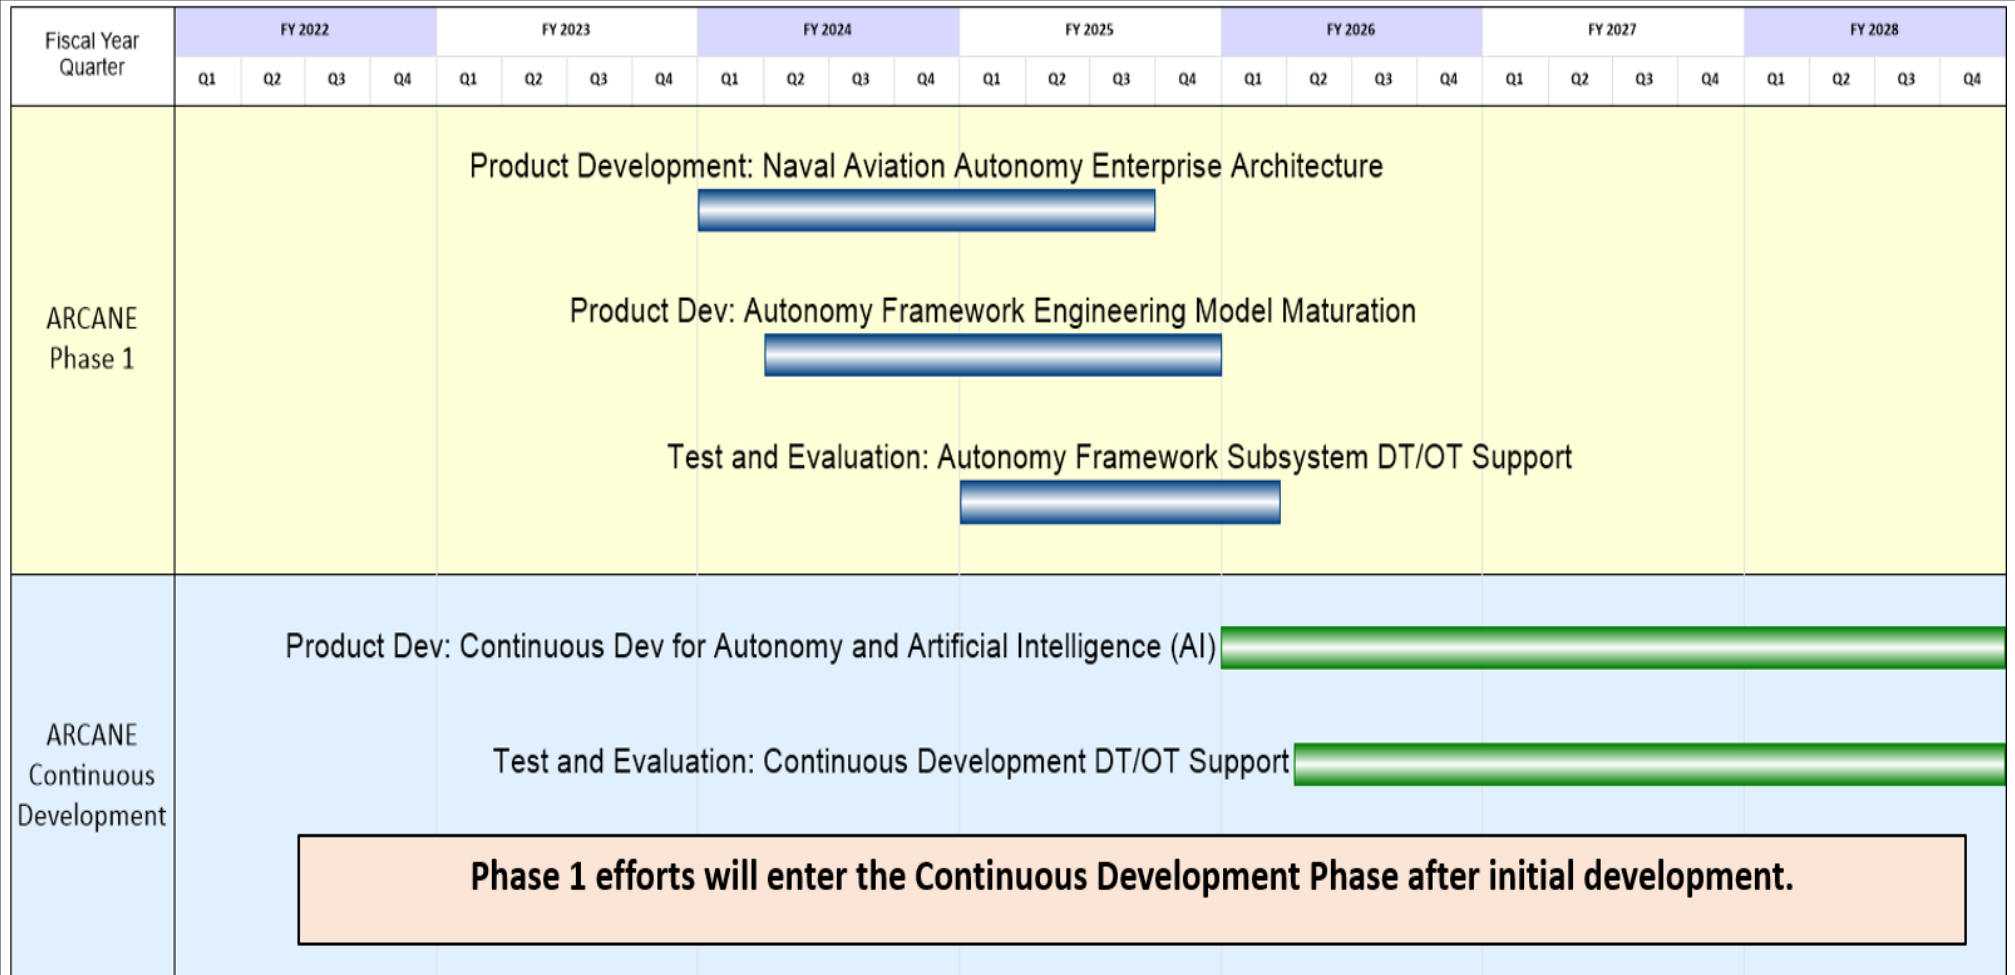 Fiscal Year
Quarter
FY 2022 FY 2023 FY 2024 FY 2025 FY 2026 FY 2027 FY 2028
Q1 Q2 Q3 Q4 Q1 Q2 Q3 Q4 Q1 Q2 Q3 Q4 Q1 Q2 Q3 Q4 Q1 Q2 Q3 Q4 Q1 Q2 Q3 Q4 Q1 Q2 Q3 Q4
ARCANE
Phase 1
Product Development: Naval Aviation Autonomy Enterprise Architecture
Product Dev: Autonomy Framework Engineering Model Maturation
Test and Evaluation: Autonomy Framework Subsystem DT/OT Support
ARCANE
Continuous
Development
Product Dev: Continuous Dev for Autonomy and Artificial Intelligence (AI)
Test and Evaluation: Continuous Development DT/OT Support
Phase 1 efforts will enter the Continuous Development Phase after initial development.